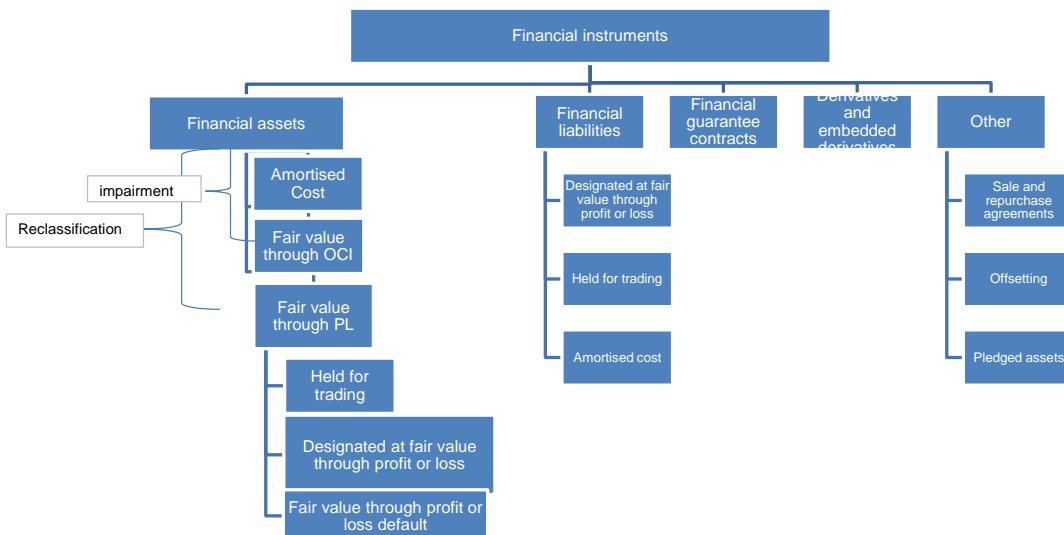 Financial instruments
Financial assets
Financial
liabilities
Financial
guarantee
contracts
Derivatives
and
embedded
derivatives
Other
impairment
Reclassification
Amortised
Cost
Fair value
through OCI
Fair value
through PL
Held for
trading
Designated at fair value
through profit or loss
Fair value through profit or
loss default
Designated at fair
value through
profit or loss
Held for trading
Amortised cost
Sale and
repurchase
agreements
Offsetting
Pledged assets